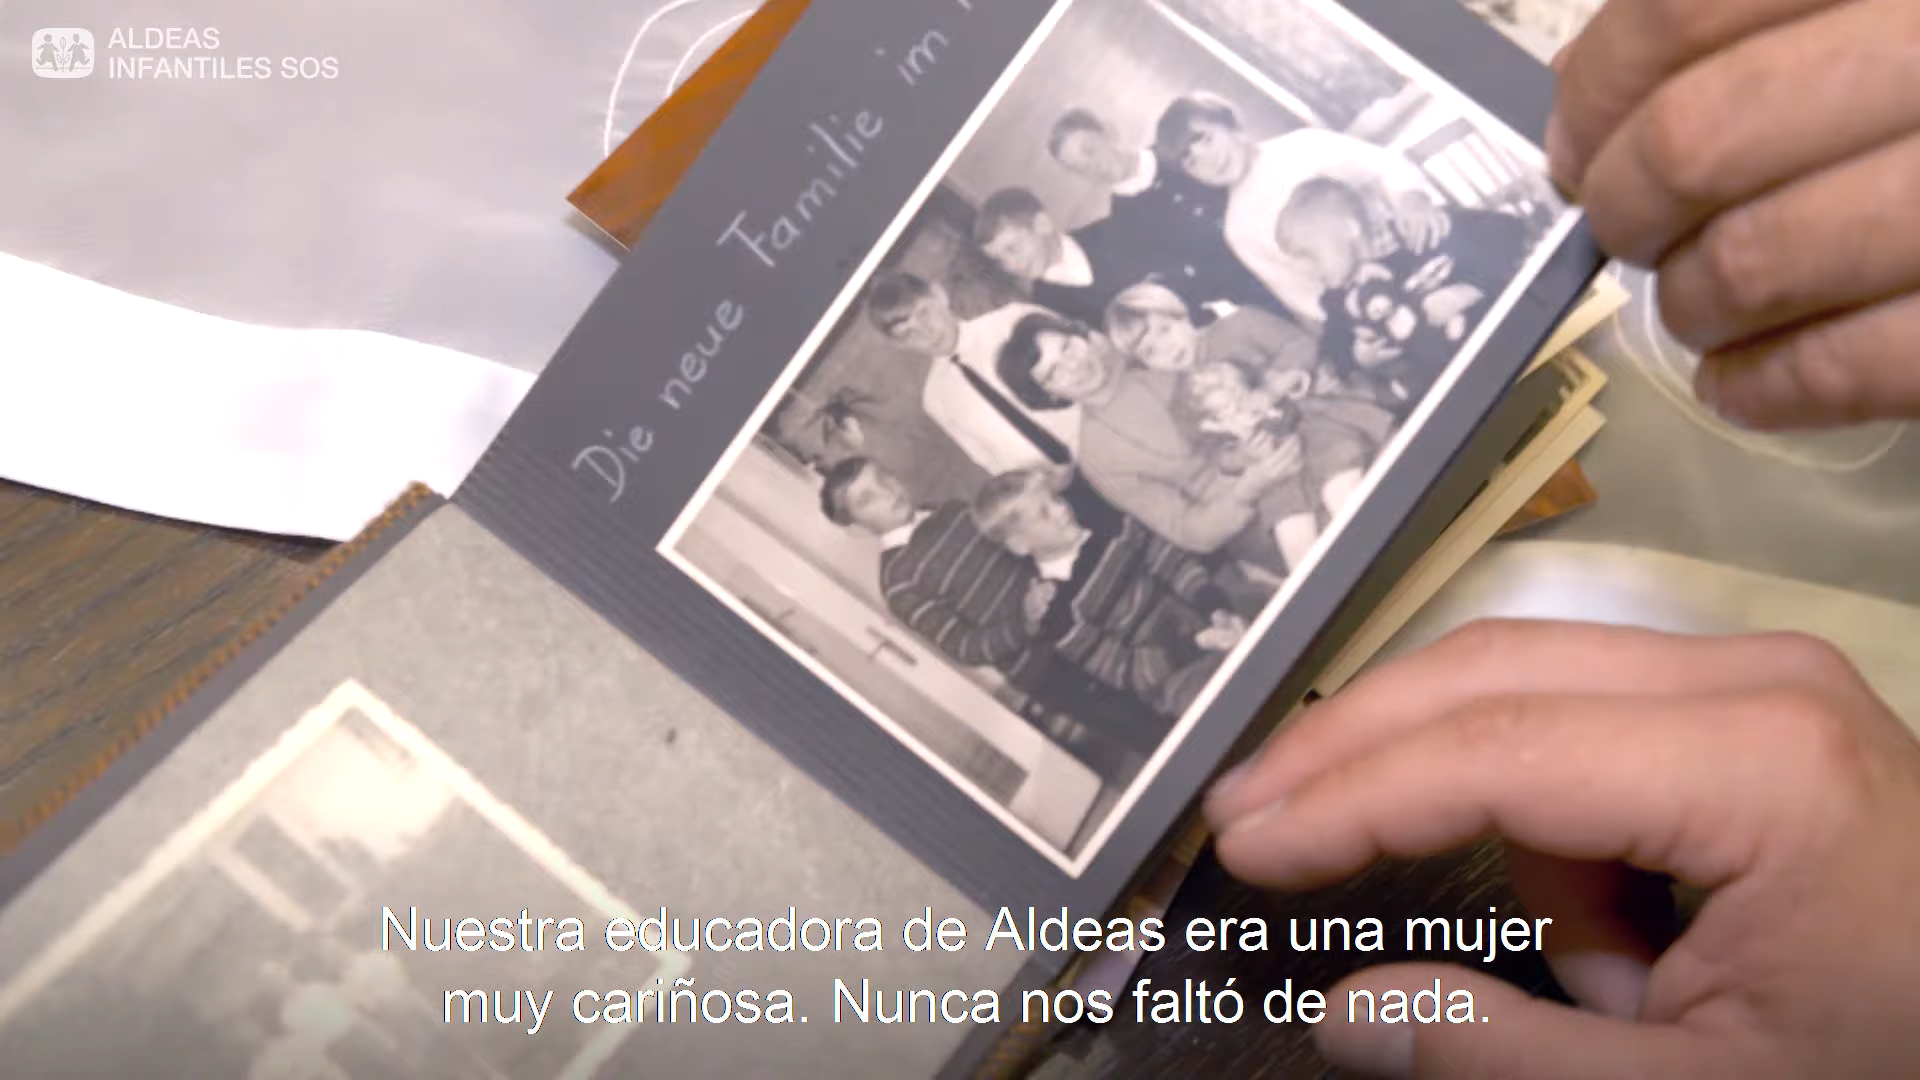 ALDEAS
INFANTILES SOS
Die neue Familie im
Nuestra educadora de Aldeas era una mujer
muy cariñosa. Nunca nos faltó de nada.